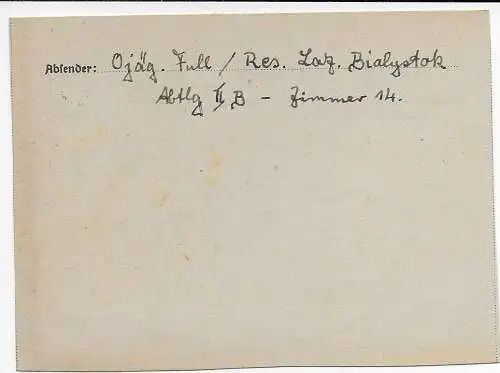 Absender: Ojäg. Full / Res. Laz. Bialystok
Abtlg II B - Zimmer 14.